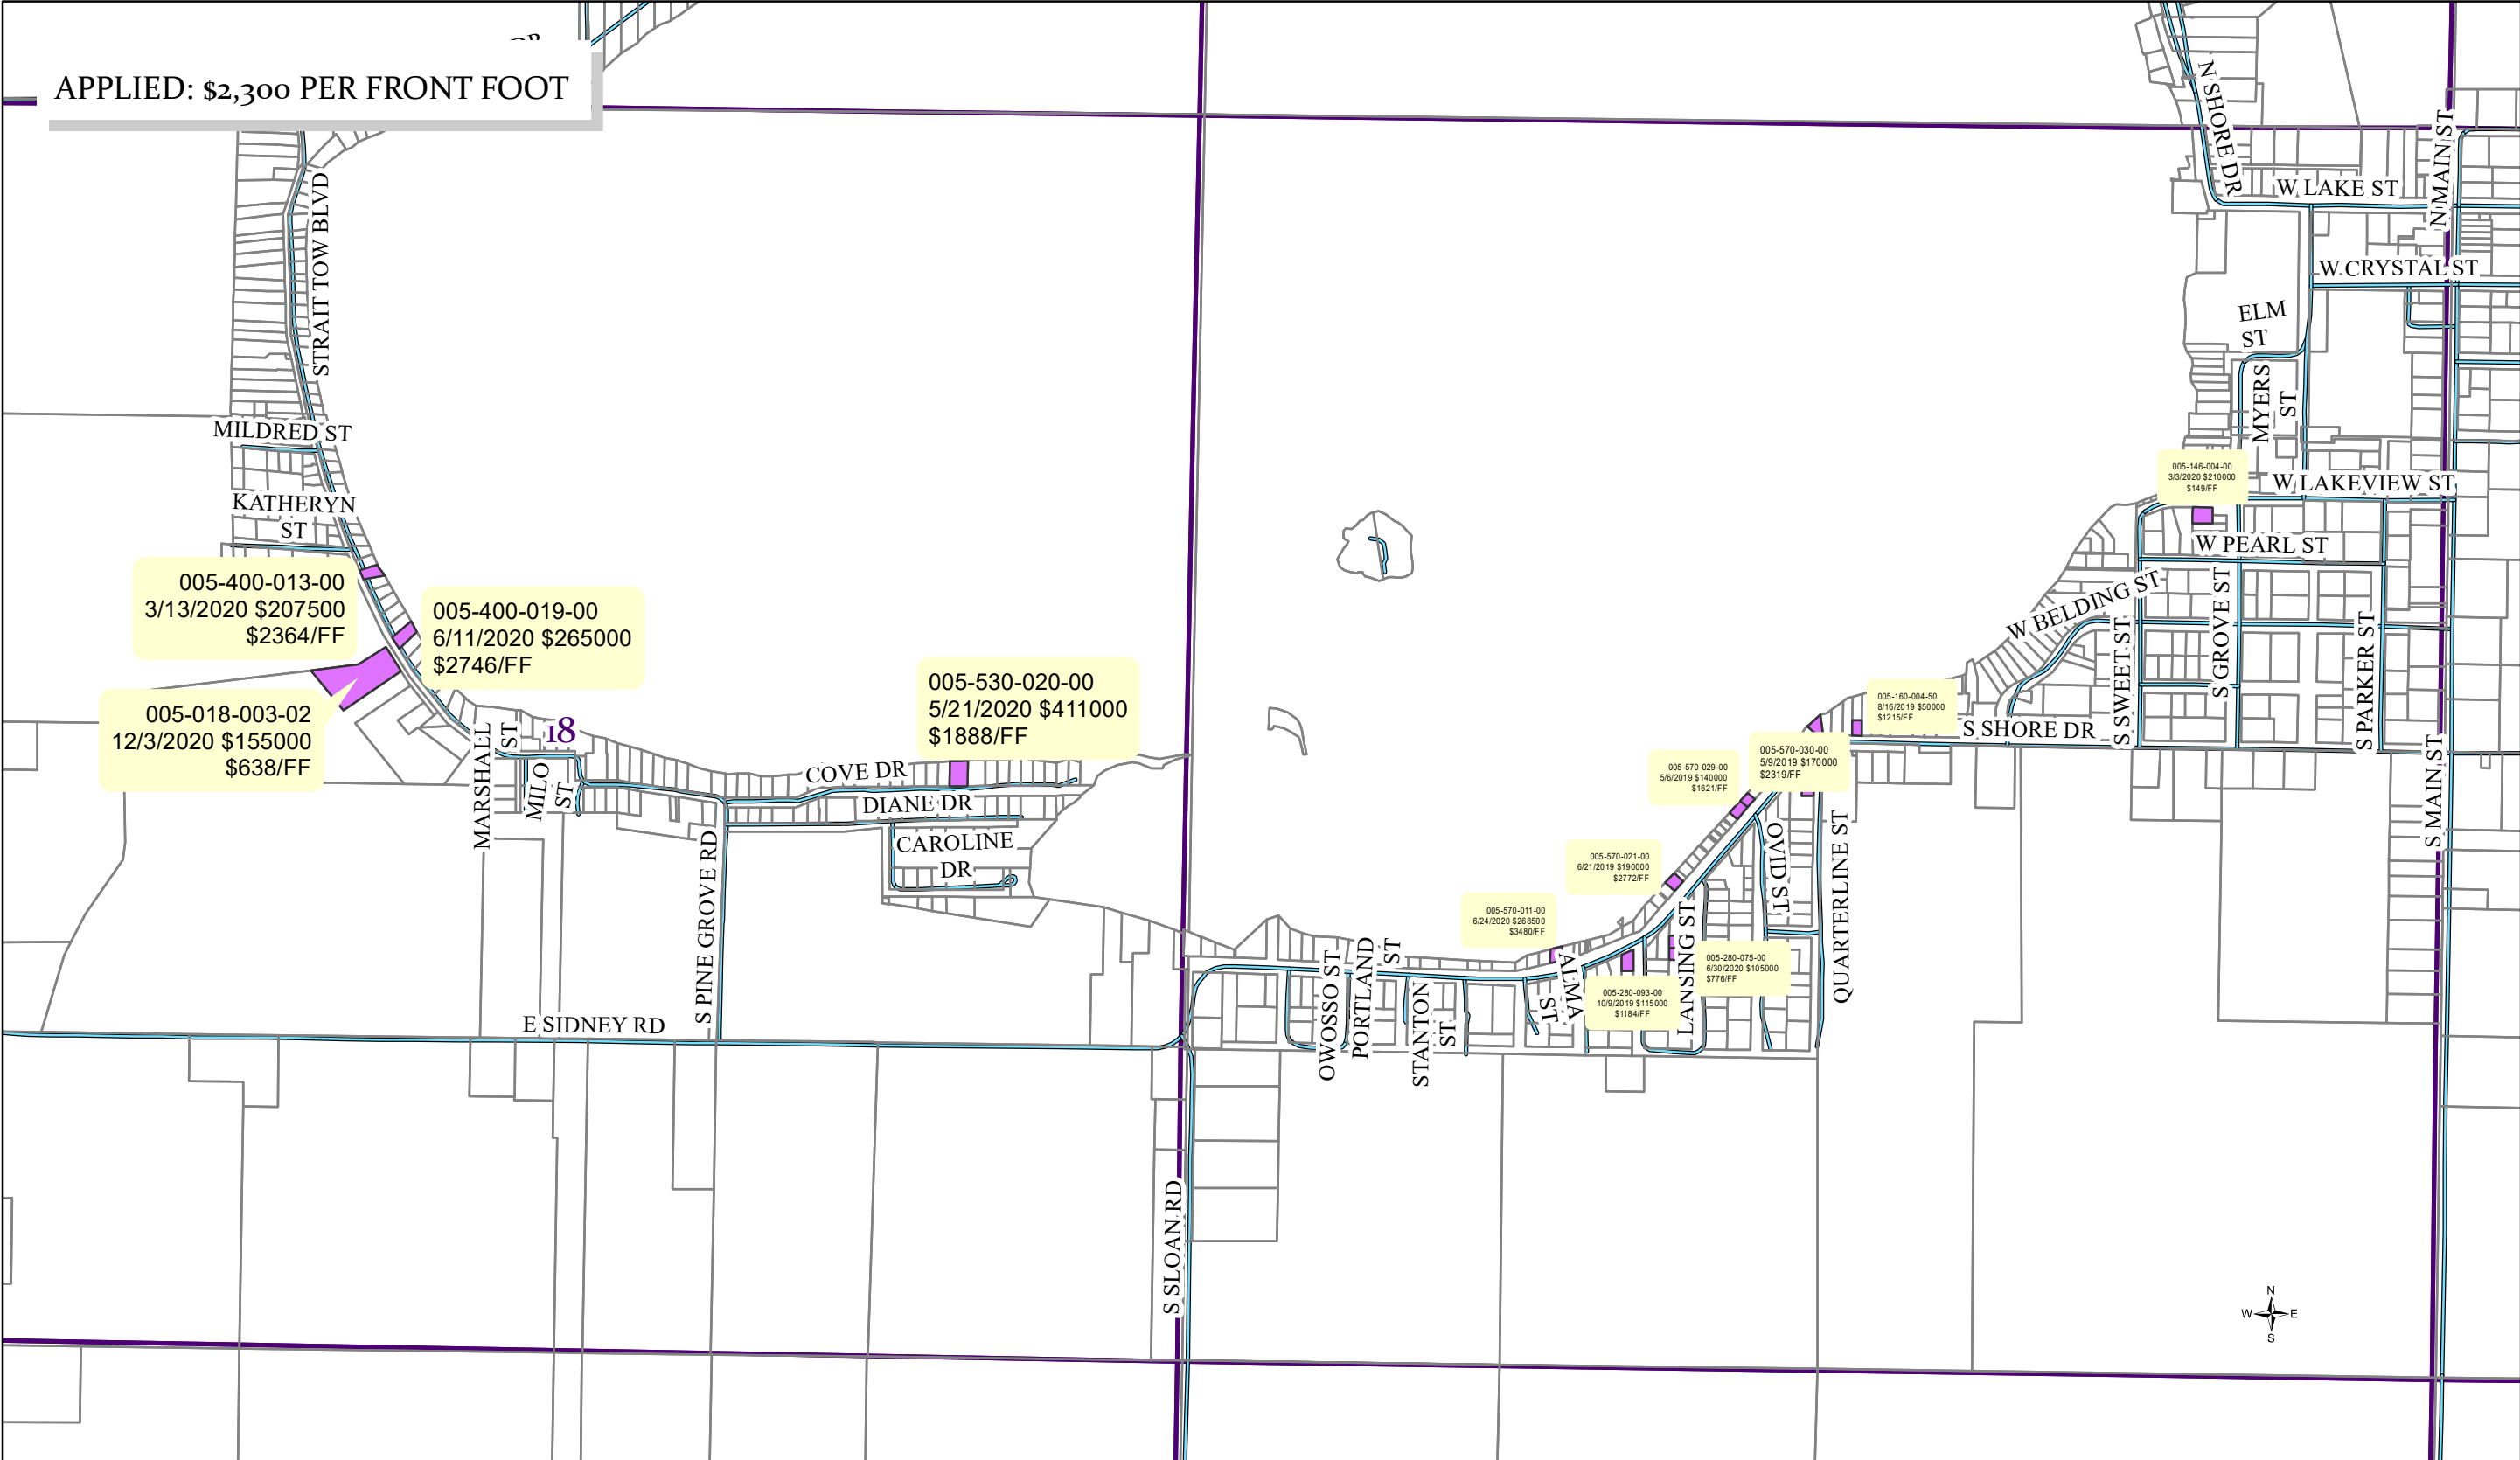 DR
APPLIED: $2,300 PER FRONT FOOT
N SHORE DR
N MAIN ST
W LAKE ST
STRAIT TOW BLVD
W CRYSTAL ST
ELM
ST
MYERS
ST
MILDRED ST
KATHERYN
ST
005-146-004-00
3/3/2020 $210000
$149/FF
W LAKEVIEW ST
W PEARL ST
W BELDING ST
S SWEET ST
S GROVE ST
S PARKER ST
005-400-013-00
3/13/2020 $207500
$2364/FF
005-400-019-00
6/11/2020 $265000
$2746/FF
005-018-003-02
12/3/2020 $155000
$638/FF
005-530-020-00
5/21/2020 $411000
$1888/FF
005-160-004-50
8/16/2019 $50000
$1215/FF
S SHORE DR
18
MARSHALL
ST
MILO
ST
COVE DR
DIANE DR
CAROLINE
DR
005-570-030-00
5/9/2019 $170000
$2319/FF
005-570-029-00
5/6/2019 $140000
$1621/FF
005-570-021-00
6/21/2019 $190000
$2772/FF
005-570-011-00
6/24/2020 $268500
$3480/FF
005-280-075-00
6/30/2020 $105000
$776/FF
005-280-093-00
10/9/2019 $115000
$1184/FF
S PINE GROVE RD
OVID ST
QUARTERLINE ST
S MAIN ST
OWOSSO ST
PORTLAND
ST
STANTON
ST
ALMA
ST
LANSING ST
E SIDNEY RD
S SLOAN RD
N
W E
S